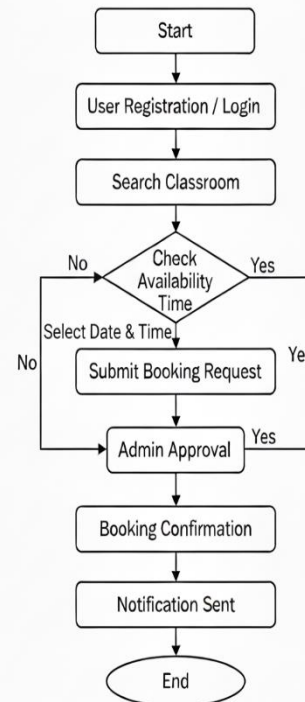 Start
User Registration / Login
Search Classroom
No
Check
Availability
Time
Yes
Select Date & Time
No
Submit Booking Request
Admin Approval
Yes
Booking Confirmation
Notification Sent
End